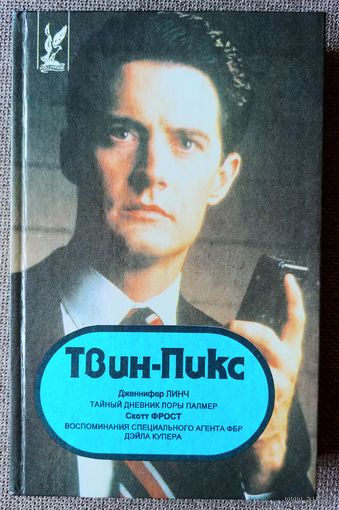 Твин-Пикс
Дженнифер ЛИНЧ
ТАЙНЫЙ ДНЕВНИК ЛОРЫ ПАЛМЕР
Скотт ФРОСТ
ВОСПОМИНАНИЯ СПЕЦИАЛЬНОГО АГЕНТА ФБР
ДЭЙЛА КУПЕРА